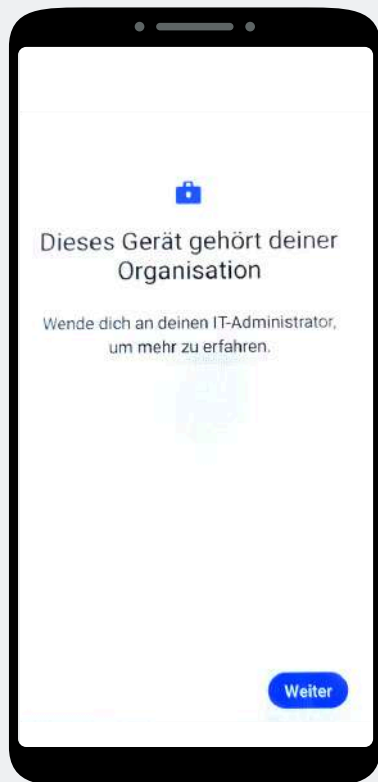 Dieses Gerät gehört deiner
Organisation
Wende dich an deinen IT-Administrator,
um mehr zu erfahren.
Weiter